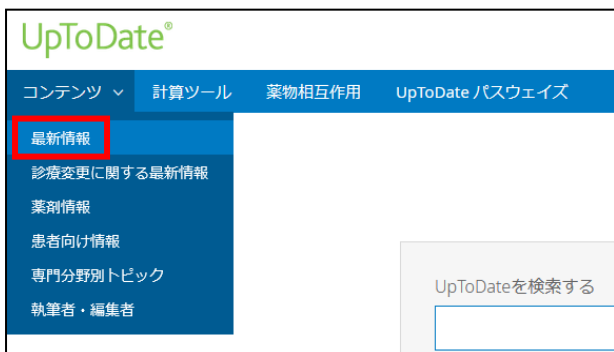 UpToDate®
コンテンツ 計算ツール 薬物相互作用 UpToDate パスウェイズ
最新情報
診療変更に関する最新情報
薬剤情報
患者向け情報
専門分野別トピック
執筆者・編集者
UpToDateを検索する